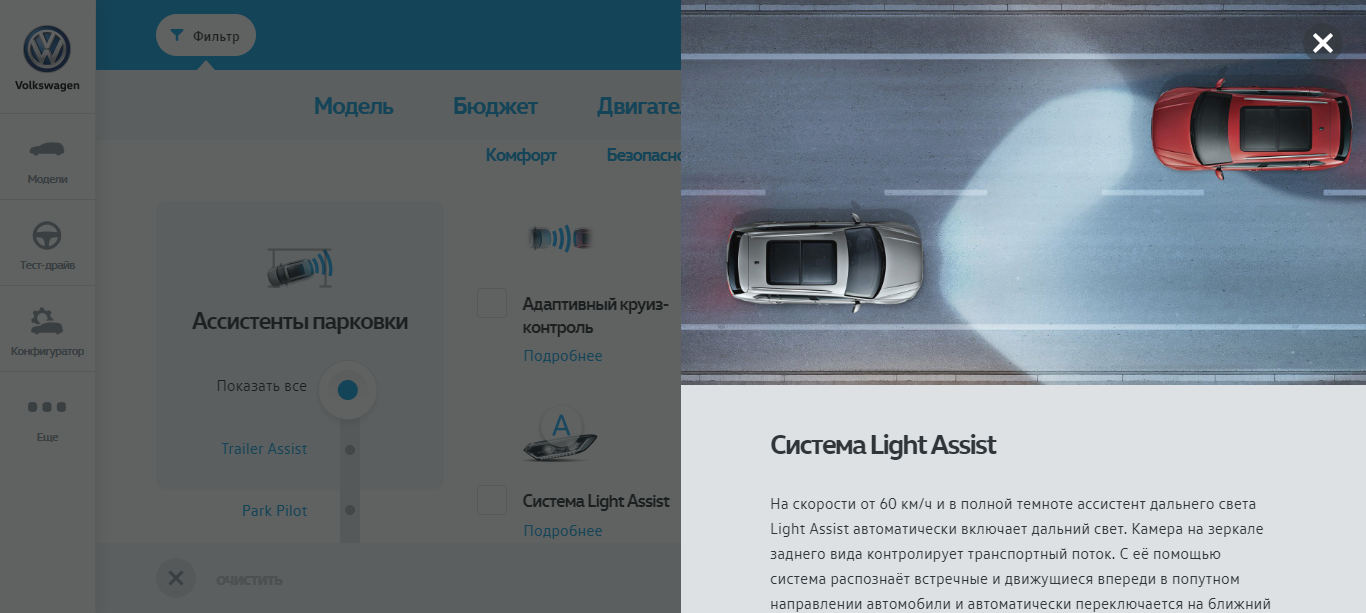 Фильтр
Volkswagen
Модель
Бюджет
Двигате
Комфорт
Безопасно
Модели
Тест-драйв
Конфигуратор
Еще
Ассистенты парковки
Показать все
Trailer Assist
Park Pilot
Адаптивный круиз-
контроль
Подробнее
A
Система Light Assist
Подробнее
очистить
Система Light Assist
На скорости от 60 км/ч и в полной темноте ассистент дальнего света
Light Assist автоматически включает дальний свет. Камера на зеркале
заднего вида контролирует транспортный поток. С её помощью
система распознаёт встречные и движущиеся впереди в попутном
направлении автомобили и автоматически переключается на ближний